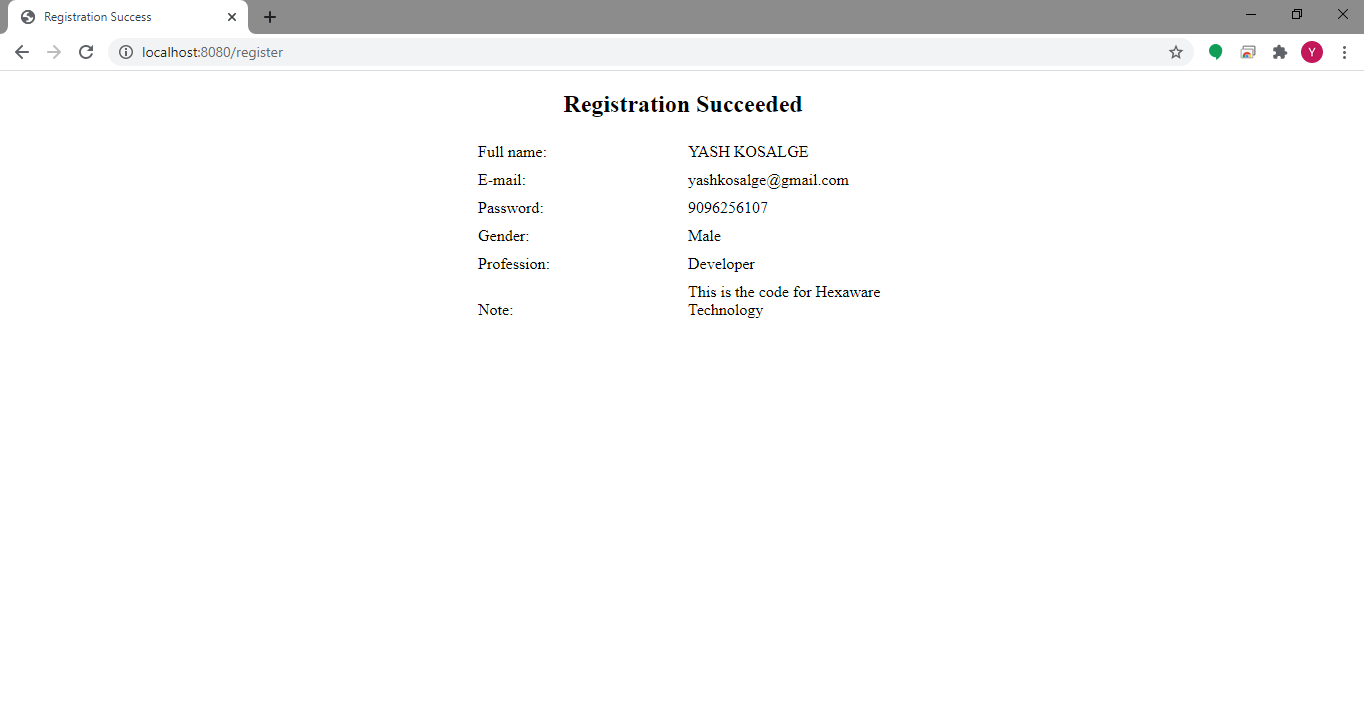 Registration Success
localhost:8080/register
Y
Registration Succeeded
Full name: YASH KOSALGE
E-mail: yashkosalge@gmail.com
Password: 9096256107
Gender: Male
Profession: Developer
This is the code for Hexaware
Note: Technology